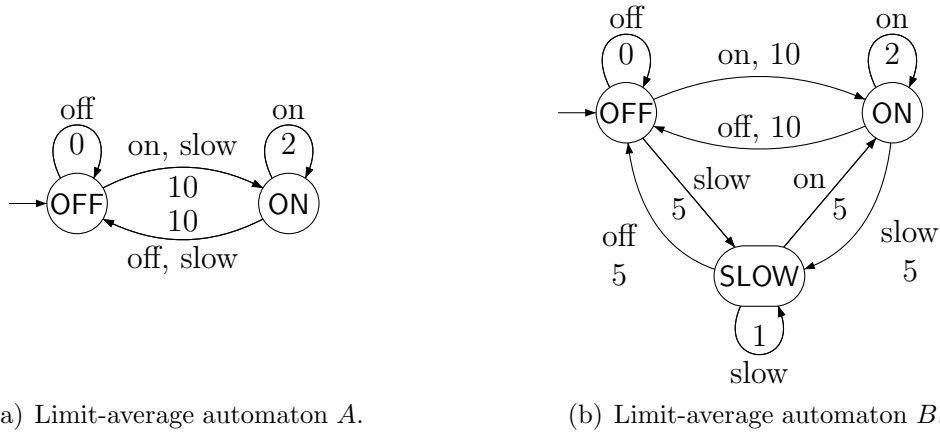 off
0
on
2
on, slow
10
10
off, slow
OFF
ON
a) Limit-average automaton A.
off
0
on
2
on, 10
off, 10
OFF
ON
slow
5
on
5
off
5
slow
5
SLOW
1
slow
(b) Limit-average automaton B.